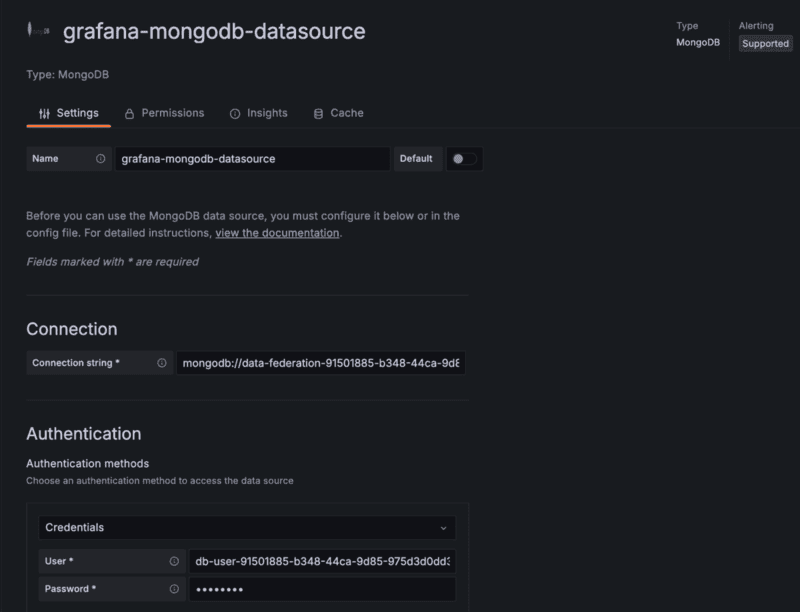 grafana-mongodb-datasource
Type
MongoDB
Alerting
Supported
Type: MongoDB
Settings
Permissions
Insights
Cache
Name
grafana-mongodb-datasource
Default
Before you can use the MongoDB data source, you must configure it below or in the
config file. For detailed instructions, view the documentation.
Fields marked with * are required
Connection
Connection string *
mongodb://data-federation-91501885-b348-44ca-9d8
Authentication
Authentication methods
Choose an authentication method to access the data source
Credentials
User *
db-user-91501885-b348-44ca-9d85-975d3d0dd3
Password *
••••••••